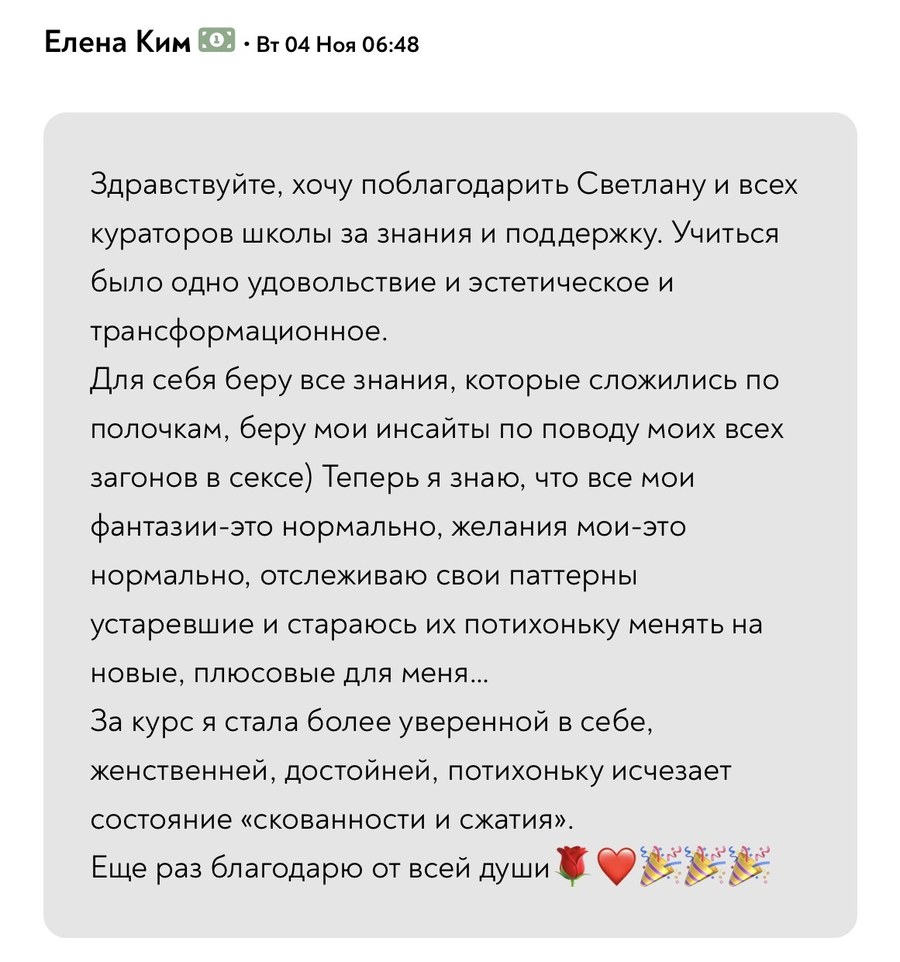 Елена Ким 💵 · Вт 04 Ноя 06:48
Здравствуйте, хочу поблагодарить Светлану и всех
кураторов школы за знания и поддержку. Учиться
было одно удовольствие и эстетическое и
трансформационное.
Для себя беру все знания, которые сложились по
полочкам, беру мои инсайты по поводу моих всех
загонов в сексе) Теперь я знаю, что все мои
фантазии-это нормально, желания мои-это
нормально, отслеживаю свои паттерны
устаревшие и стараюсь их потихоньку менять на
новые, плюсовые для меня...
За курс я стала более уверенной в себе,
женственней, достойней, потихоньку исчезает
состояние «скованности и сжатия».
Еще раз благодарю от всей души🌹❤️🎉🎉🎉